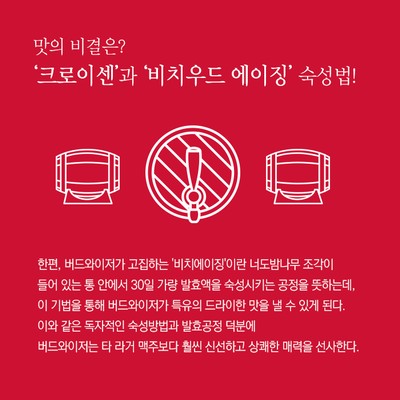 맛의 비결은?
‘크로이센’과 ‘비치우드 에이징’ 숙성법!
한편, 버드와이저가 고집하는 '비치에이징'이란 너도밤나무 조각이
들어 있는 통 안에서 30일 가량 발효액을 숙성시키는 공정을 뜻하는데,
이 기법을 통해 버드와이저가 특유의 드라이한 맛을 낼 수 있게 된다.
이와 같은 독자적인 숙성방법과 발효공정 덕분에
버드와이저는 타 라거 맥주보다 훨씬 신선하고 상쾌한 매력을 선사한다.